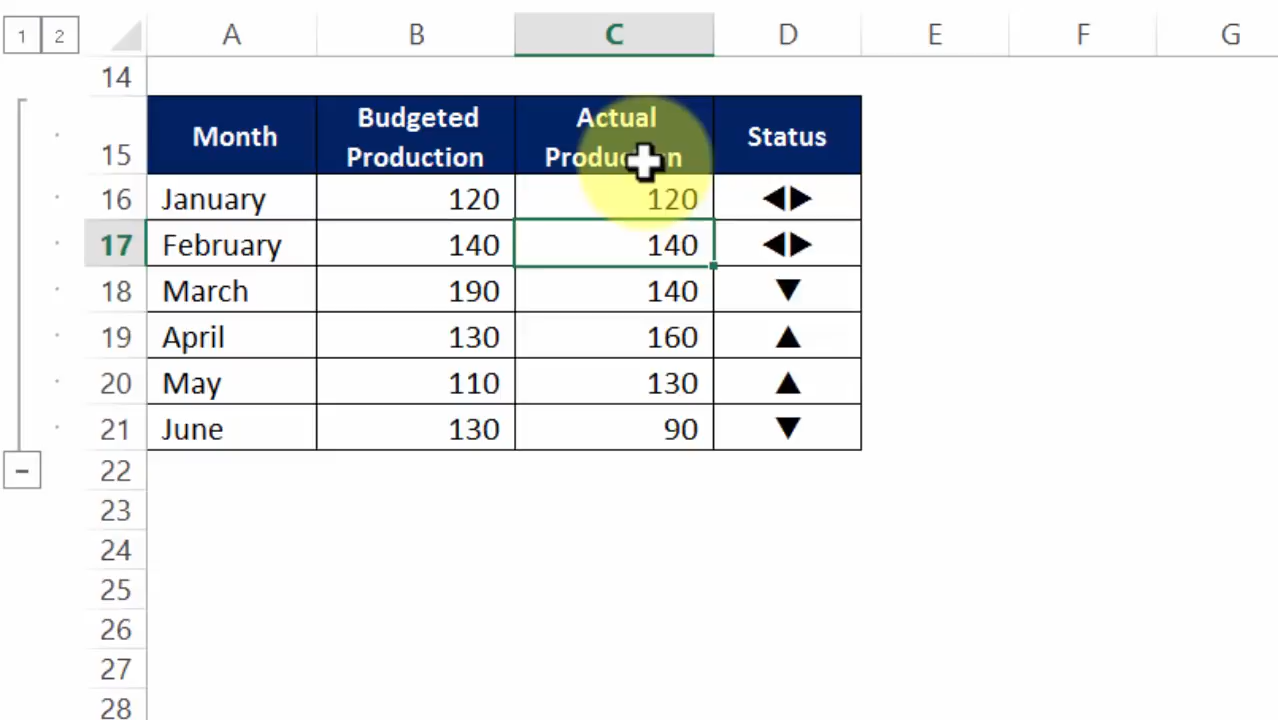 1 2 A B C D E F G
14
15 Month Budgeted Production Actual Production Status
16 January 120 120 ◀▶
17 February 140 140 ◀▶
18 March 190 140 ▼
19 April 130 160 ▲
20 May 110 130 ▲
21 June 130 90 ▼
22
23
24
25
26
27
28